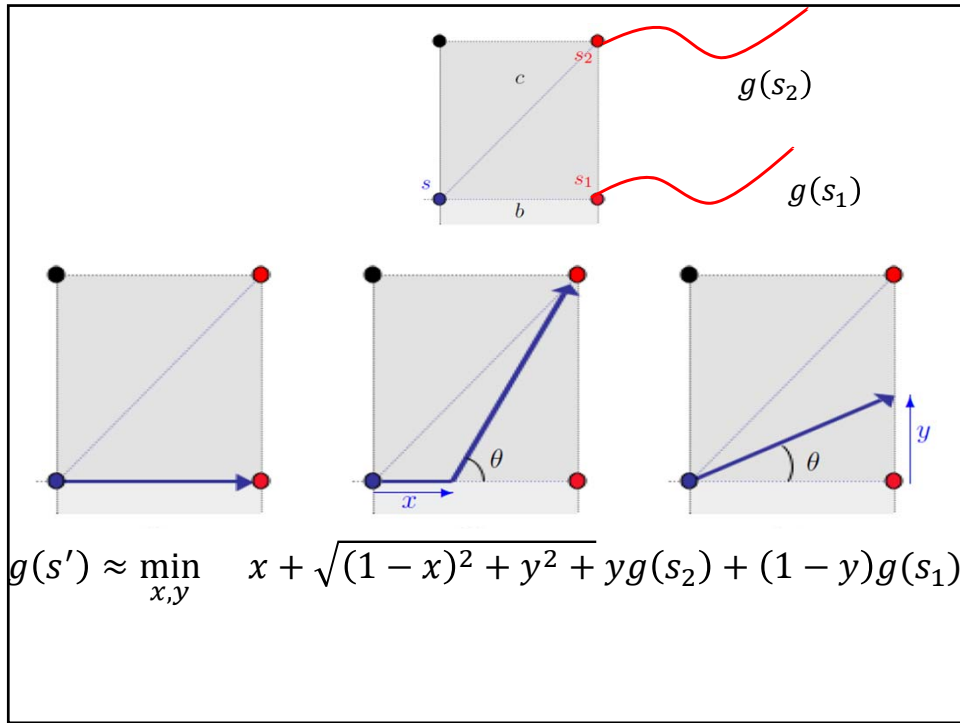 s₂
c
g(s₂)
s
s₁
g(s₁)
b
θ
x
θ
y
g(s′) ≈ min x,y x + √((1 − x)² + y² +) yg(s₂) + (1 − y)g(s₁)